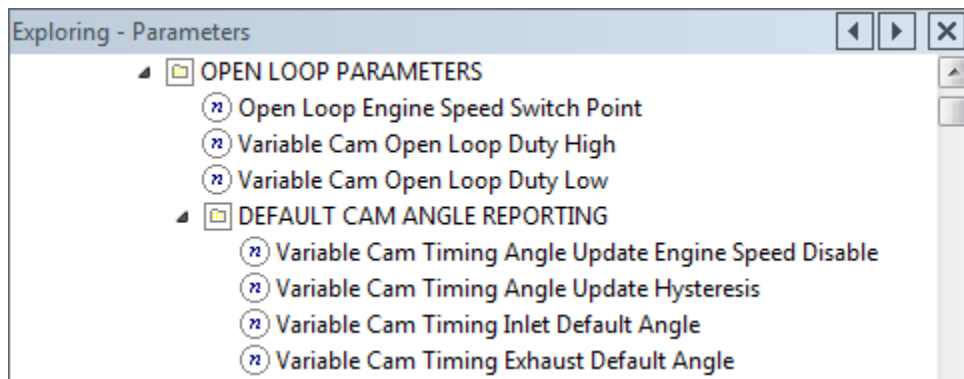 Exploring - Parameters
OPEN LOOP PARAMETERS
Open Loop Engine Speed Switch Point
Variable Cam Open Loop Duty High
Variable Cam Open Loop Duty Low
DEFAULT CAM ANGLE REPORTING
Variable Cam Timing Angle Update Engine Speed Disable
Variable Cam Timing Angle Update Hysteresis
Variable Cam Timing Inlet Default Angle
Variable Cam Timing Exhaust Default Angle